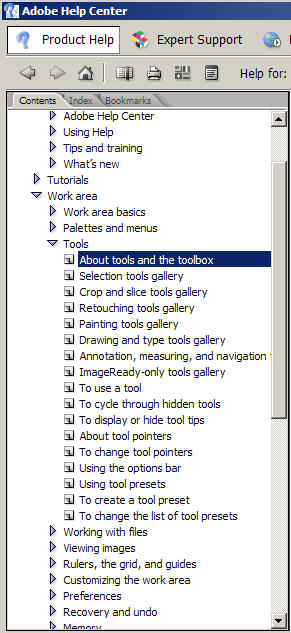 Adobe Help Center
Product Help
Expert Support
Help for:
Contents
Index
Bookmarks
Adobe Help Center
Using Help
Tips and training
What's new
Tutorials
Work area
Work area basics
Palettes and menus
Tools
About tools and the toolbox
Selection tools gallery
Crop and slice tools gallery
Retouching tools gallery
Painting tools gallery
Drawing and type tools gallery
Annotation, measuring, and navigation
ImageReady-only tools gallery
To use a tool
To cycle through hidden tools
To display or hide tool tips
About tool pointers
To change tool pointers
Using the options bar
Using tool presets
To create a tool preset
To change the list of tool presets
Working with files
Viewing images
Rulers, the grid, and guides
Customizing the work area
Preferences
Recovery and undo
Memory